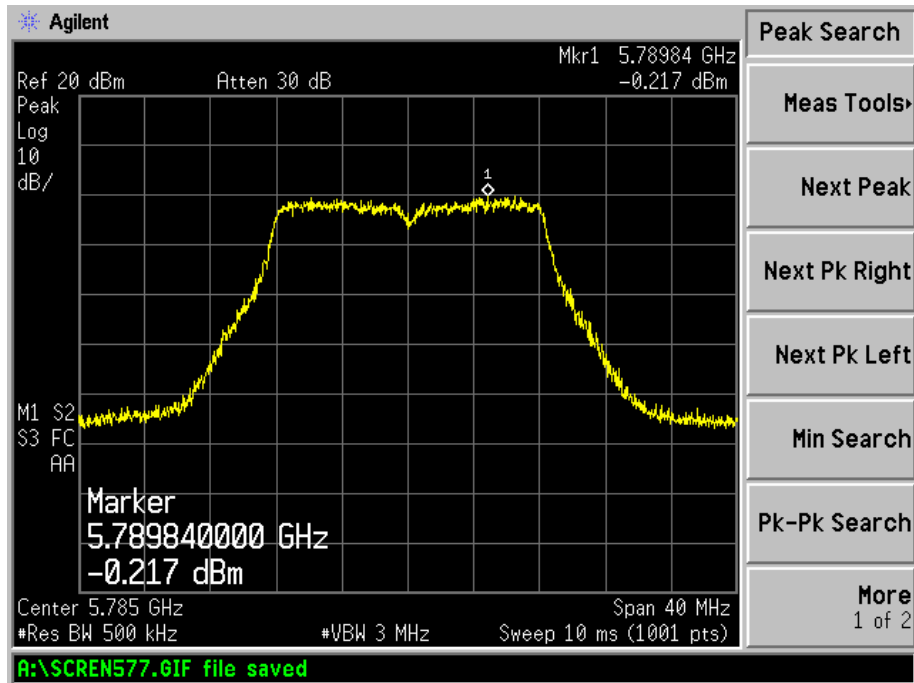 Agilent
Peak Search
Mkr1 5.78984 GHz
Ref 20 dBm Atten 30 dB -0.217 dBm
Peak
Log
10
dB/
1
M1 S2
S3 FC
AA
Marker
5.789840000 GHz
-0.217 dBm
Center 5.785 GHz Span 40 MHz
#Res BW 500 kHz #VBW 3 MHz Sweep 10 ms (1001 pts)
A:\SCREN577.GIF file saved
Meas Tools
Next Peak
Next Pk Right
Next Pk Left
Min Search
Pk-Pk Search
More
1 of 2